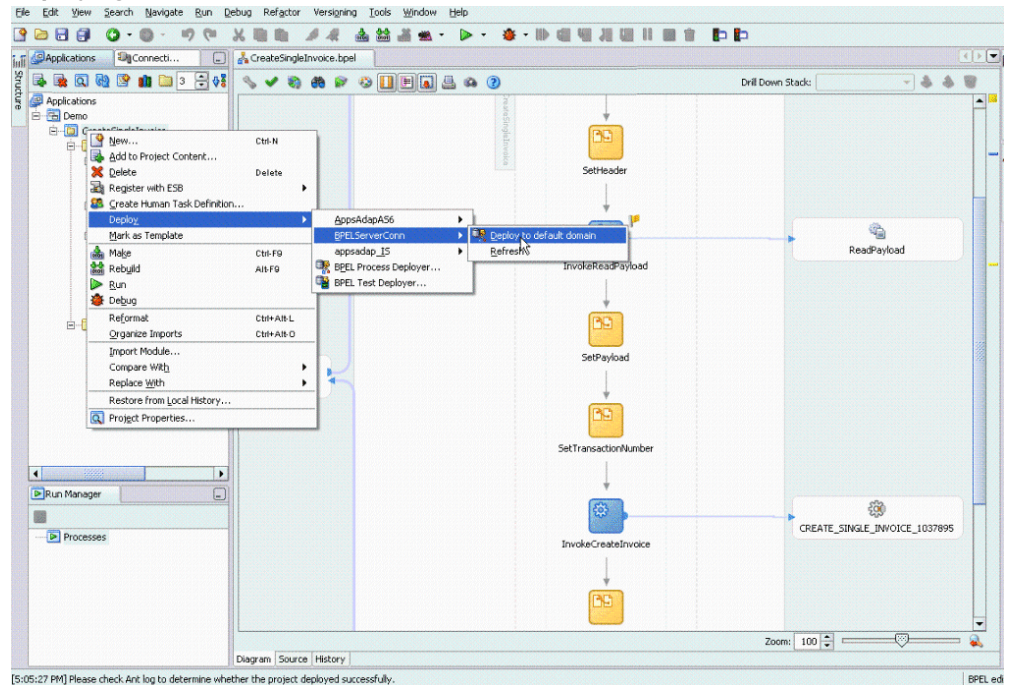 File Edit View Search Navigate Run Debug Refactor Versioning Tools Window Help
Applications
Connecti...
CreateSingleInvoice.bpel
3
Drill Down Stack:
Structure
Applications
Demo
CreateSingleInvoice
New... Ctrl-N
Add to Project Content...
Delete Delete
Register with ESB
Create Human Task Definition...
Deploy
Mark as Template
Make Ctrl-F9
Rebuild Alt-F9
Run
Debug
Reformat Ctrl+Alt-L
Organize Imports Ctrl+Alt-O
Import Module...
Compare With
Replace With
Restore from Local History...
Project Properties...
AppsAdapA56
BPELServerConn
appsadap_IS
BPEL Process Deployer...
BPEL Test Deployer...
Deploy to default domain
Refresh
CreateSingleInvoice
SetHeader
InvokeReadPayload
ReadPayload
SetPayload
SetTransactionNumber
InvokeCreateInvoice
CREATE_SINGLE_INVOICE_1037895
Run Manager
Processes
Zoom: 100
Diagram Source History
[5:05:27 PM] Please check Ant log to determine whether the project deployed successfully.
BPEL edi